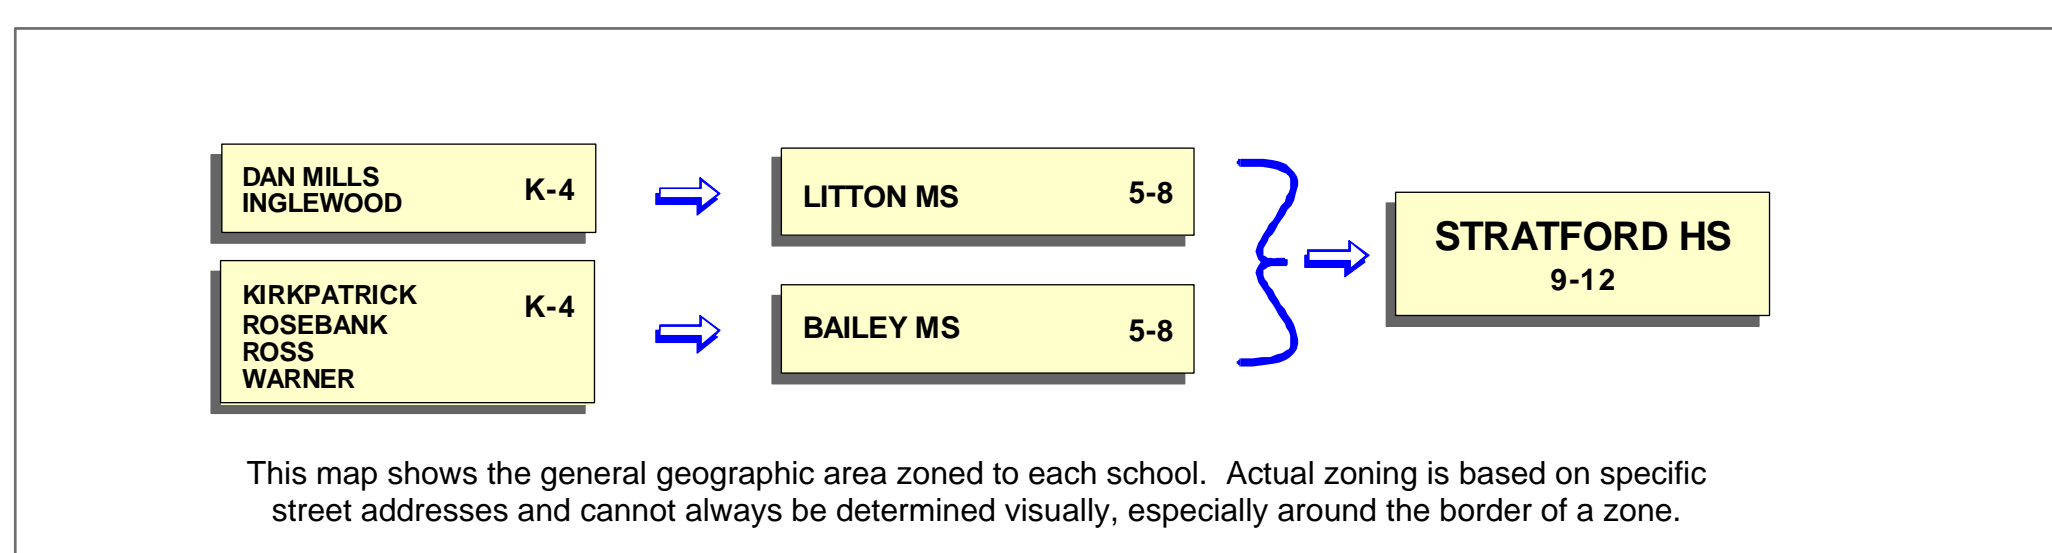 DAN MILLS
INGLEWOOD
K-4
LITTON MS
5-8
KIRKPATRICK
ROSEBANK
ROSS
WARNER
K-4
BAILEY MS
5-8
STRATFORD HS
9-12
This map shows the general geographic area zoned to each school.  Actual zoning is based on specific
street addresses and cannot always be determined visually, especially around the border of a zone.